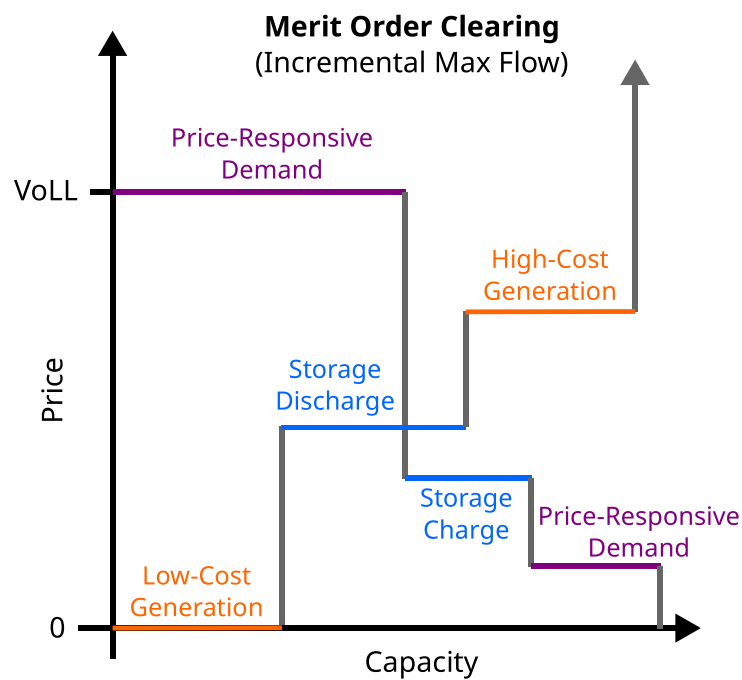 Merit Order Clearing
(Incremental Max Flow)
Price-Responsive
Demand
VoLL
High-Cost
Generation
Storage
Discharge
Price
Storage
Charge
Price-Responsive
Demand
Low-Cost
Generation
0
Capacity